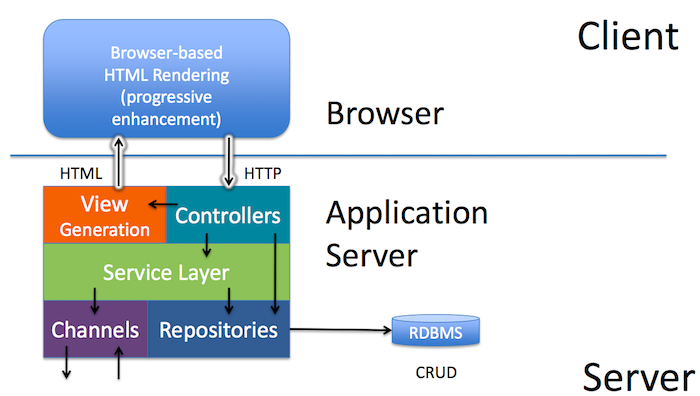 Client
Browser-based
HTML Rendering
(progressive
enhancement)
Browser
HTML
HTTP
View
Generation
Controllers
Application
Server
Service Layer
Channels
Repositories
RDBMS
CRUD
Server